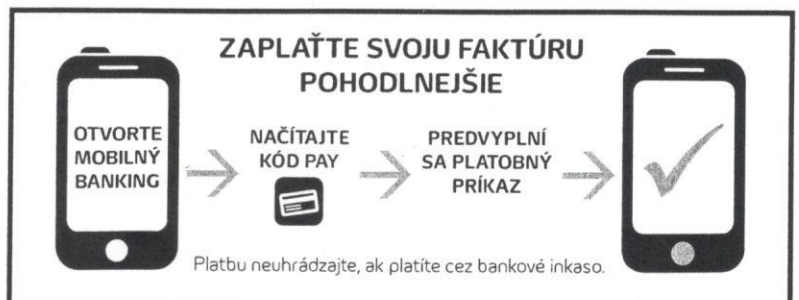 ZAPLAŤTE SVOJU FAKTÚRU
POHODLNEJŠIE
OTVORTE
MOBILNÝ
BANKING
NAČÍTAJTE
KÓD PAY
PREDVYPLNÍ
SA PLATOBNÝ
PRÍKAZ
Platbu neuhrádzajte, ak platíte cez bankové inkaso.